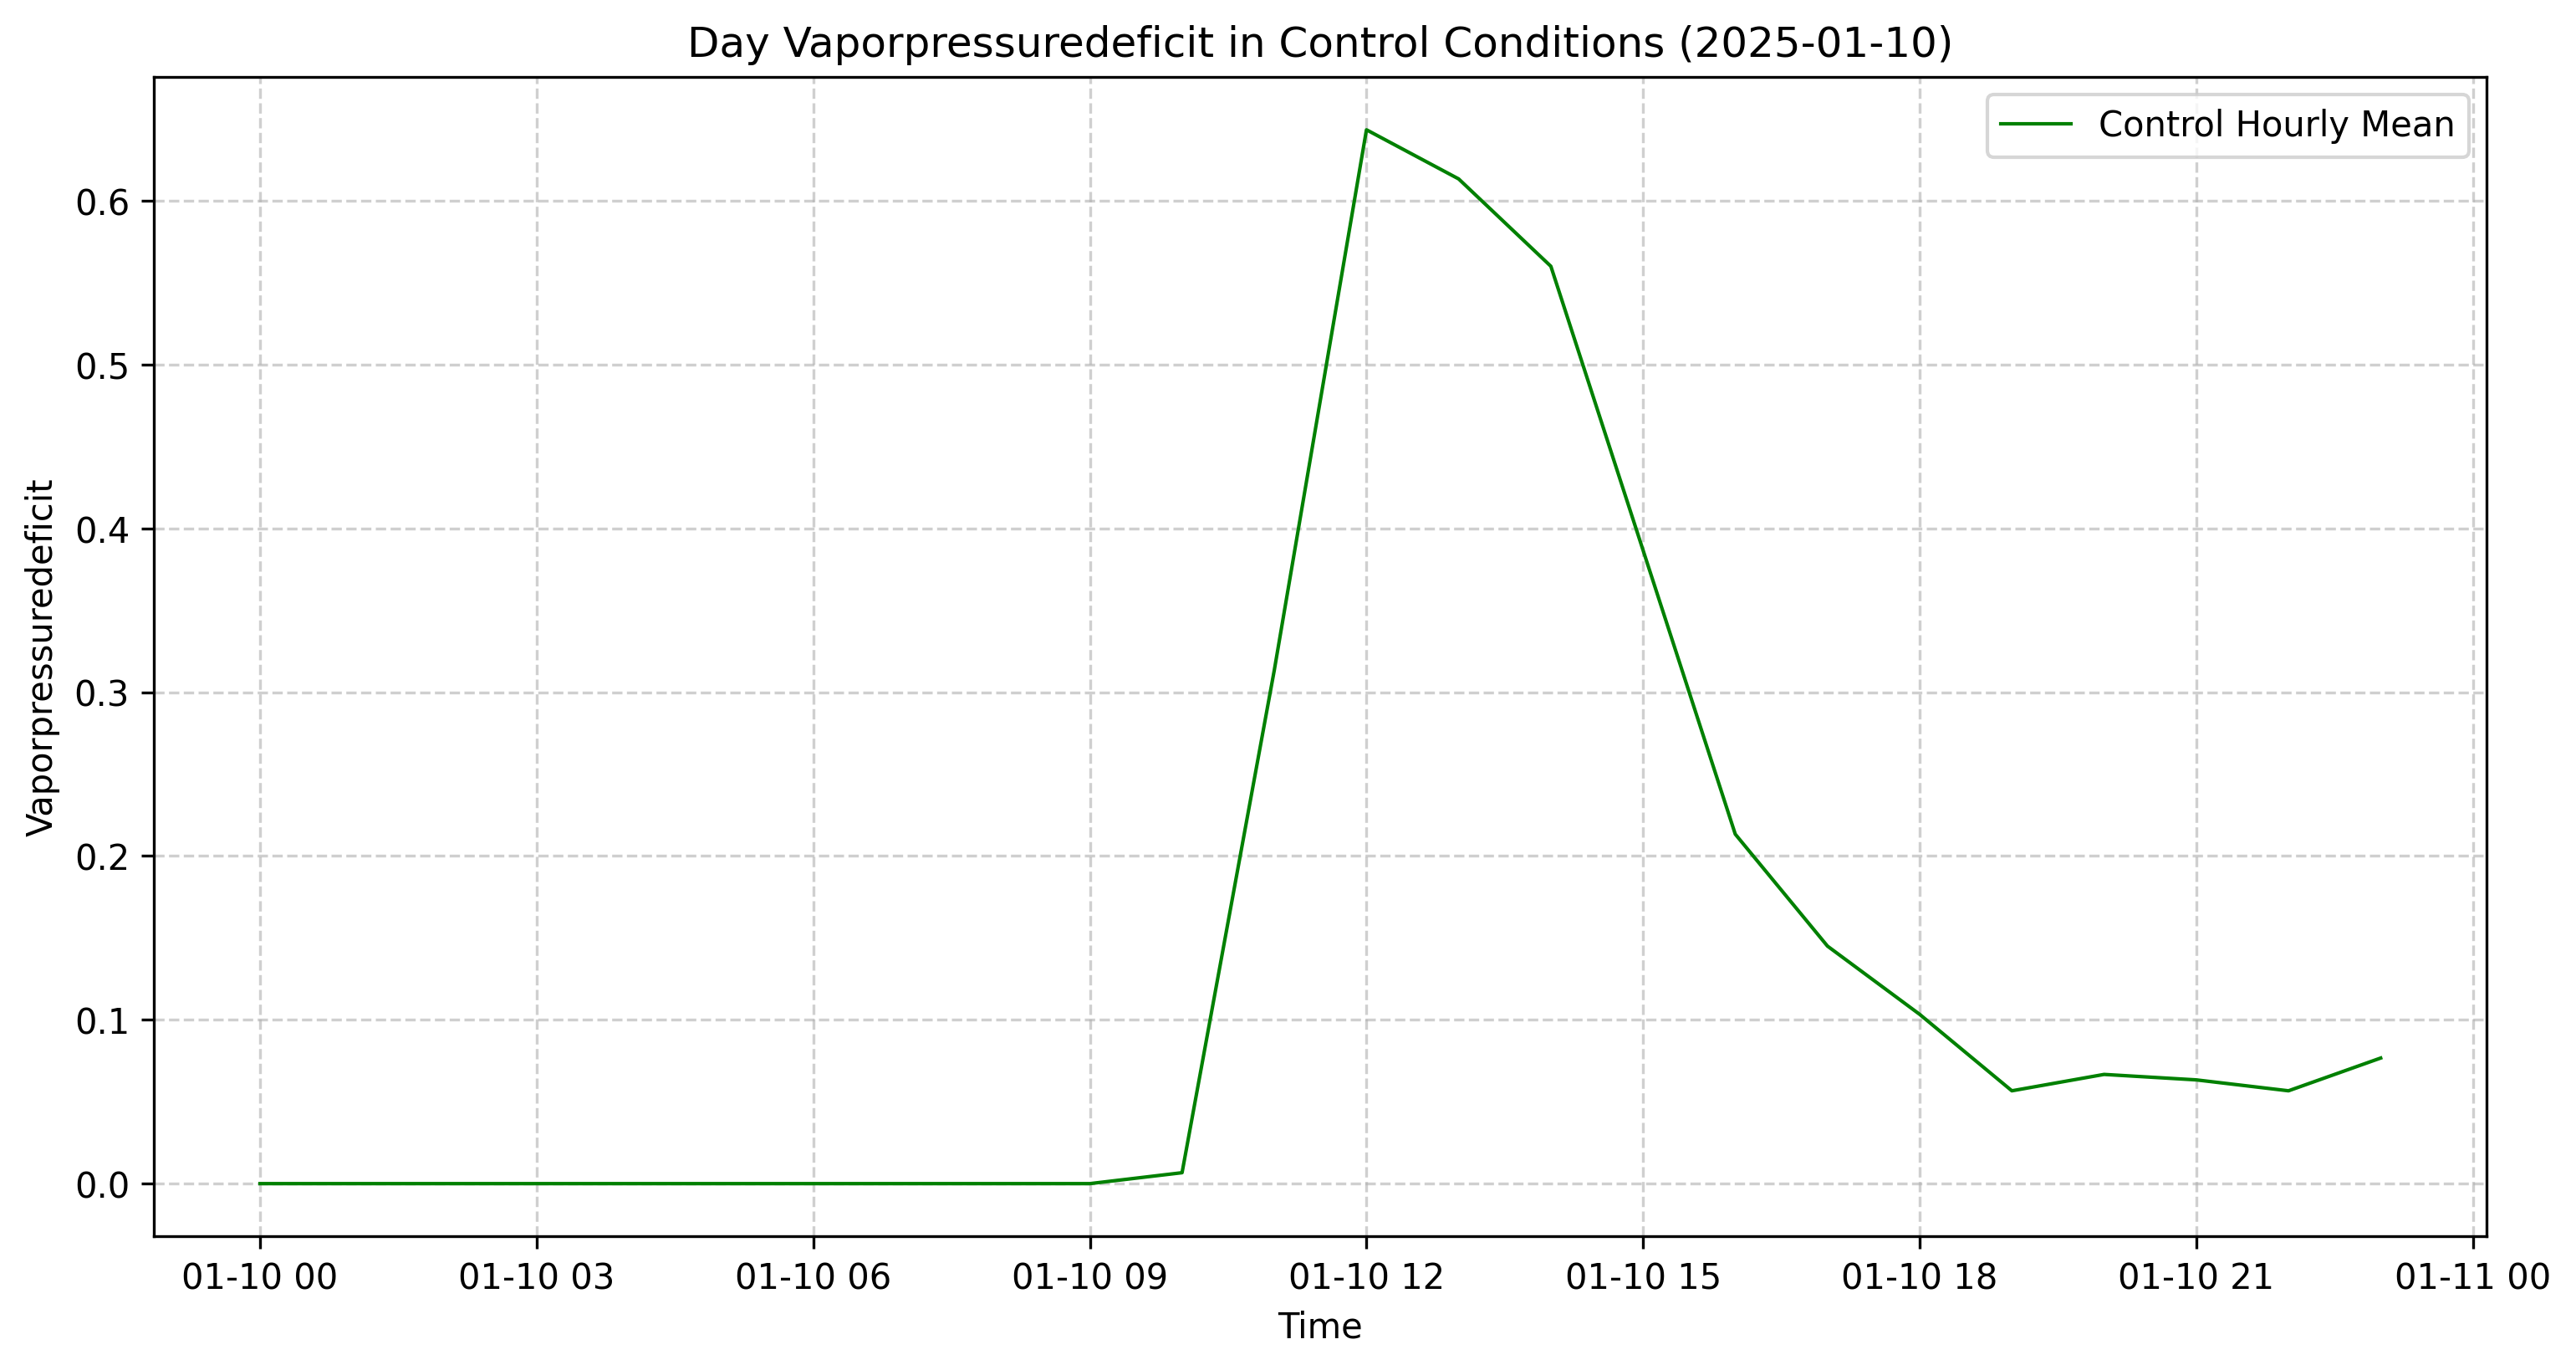 Day Vaporpressuredeficit in Control Conditions (2025-01-10)
Control Hourly Mean
Vaporpressuredeficit
0.6
0.5
0.4
0.3
0.2
0.1
0.0
01-10 00 01-10 03 01-10 06 01-10 09 01-10 12 01-10 15 01-10 18 01-10 21 01-11 00
Time